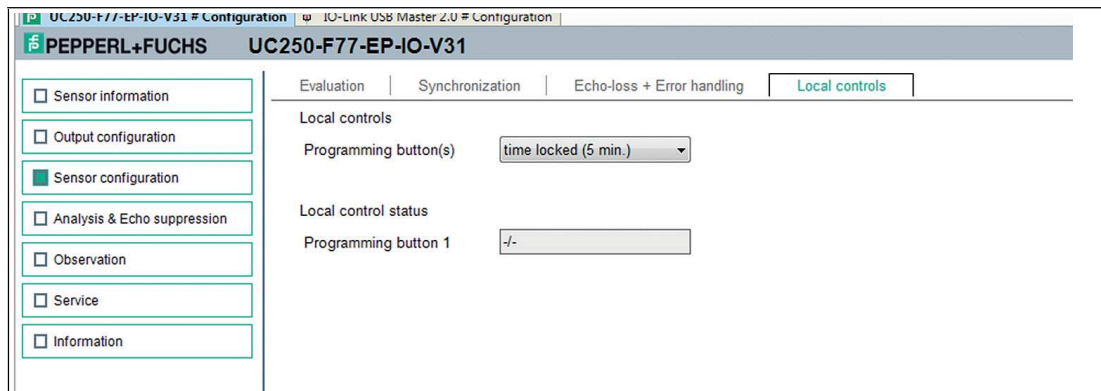 UC250-F77-EP-IO-V31 # Configuration IO-Link USB Master 2.0 # Configuration
PEPPERL+FUCHS UC250-F77-EP-IO-V31
Sensor information
Output configuration
Sensor configuration
Analysis & Echo suppression
Observation
Service
Information
Evaluation Synchronization Echo-loss + Error handling Local controls
Local controls
Programming button(s) time locked (5 min.)
Local control status
Programming button 1 -/-